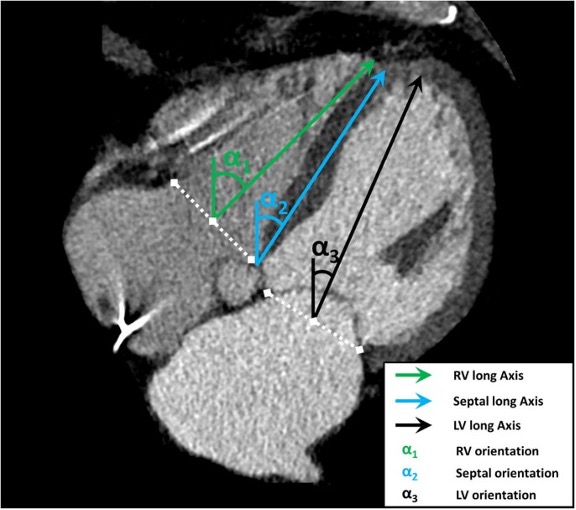 α1
α2
α3
RV long Axis
Septal long Axis
LV long Axis
α1 RV orientation
α2 Septal orientation
α3 LV orientation